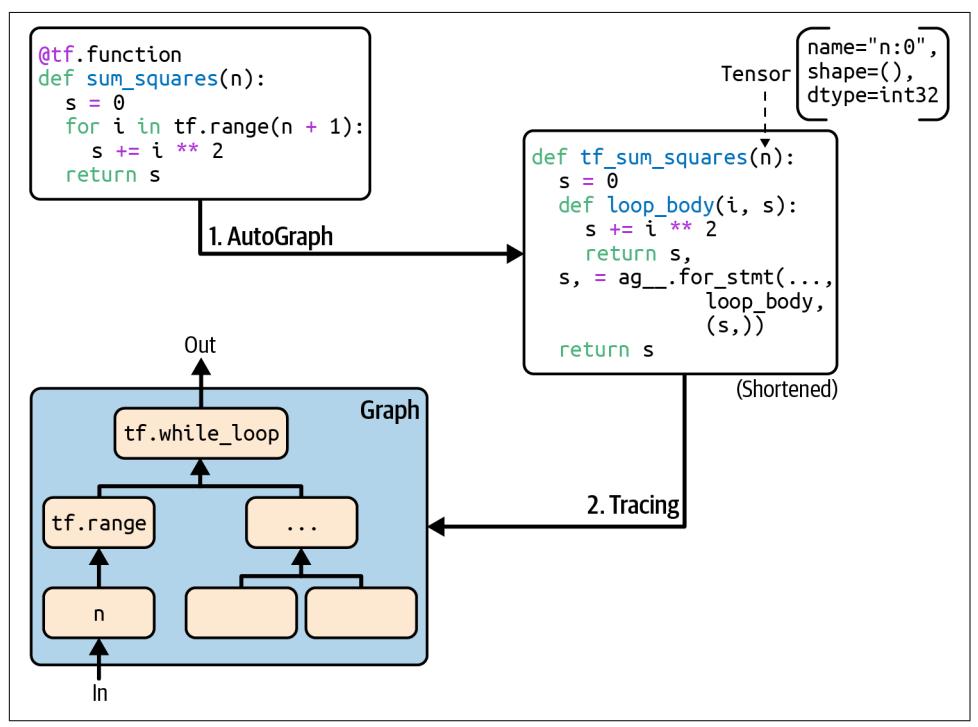 @tf.function
def sum_squares(n):
  s = 0
  for i in tf.range(n + 1):
    s += i ** 2
  return s
Tensor
name="n:0",
shape=(),
dtype=int32
1. AutoGraph
def tf_sum_squares(n):
  s = 0
  def loop_body(i, s):
    s += i ** 2
    return s,
  s, = ag__.for_stmt(...,
             loop_body,
             (s,))
  return s
(Shortened)
2. Tracing
Out
Graph
tf.while_loop
tf.range
...
n
In